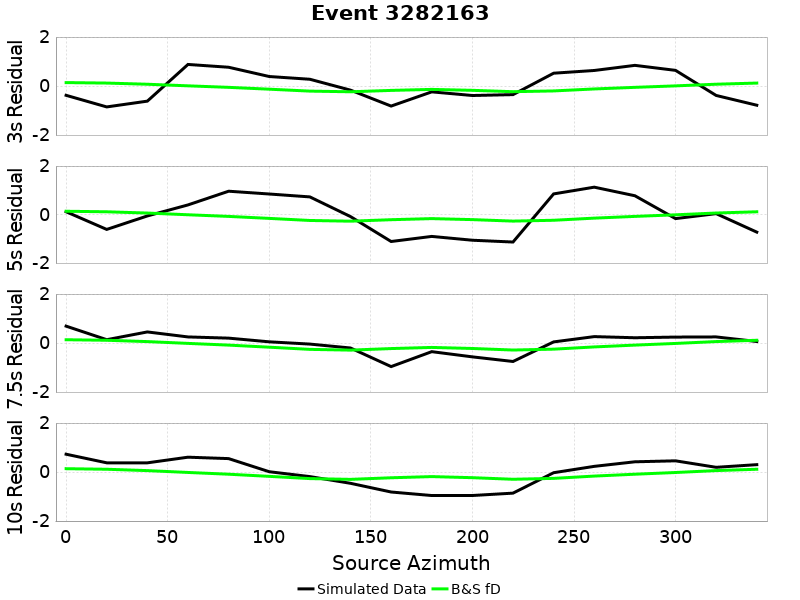 Event 3282163
3s Residual
2
0
-2
5s Residual
2
0
-2
7.5s Residual
2
0
-2
10s Residual
2
0
-2
0 50 100 150 200 250 300
Source Azimuth
Simulated Data B&S fD